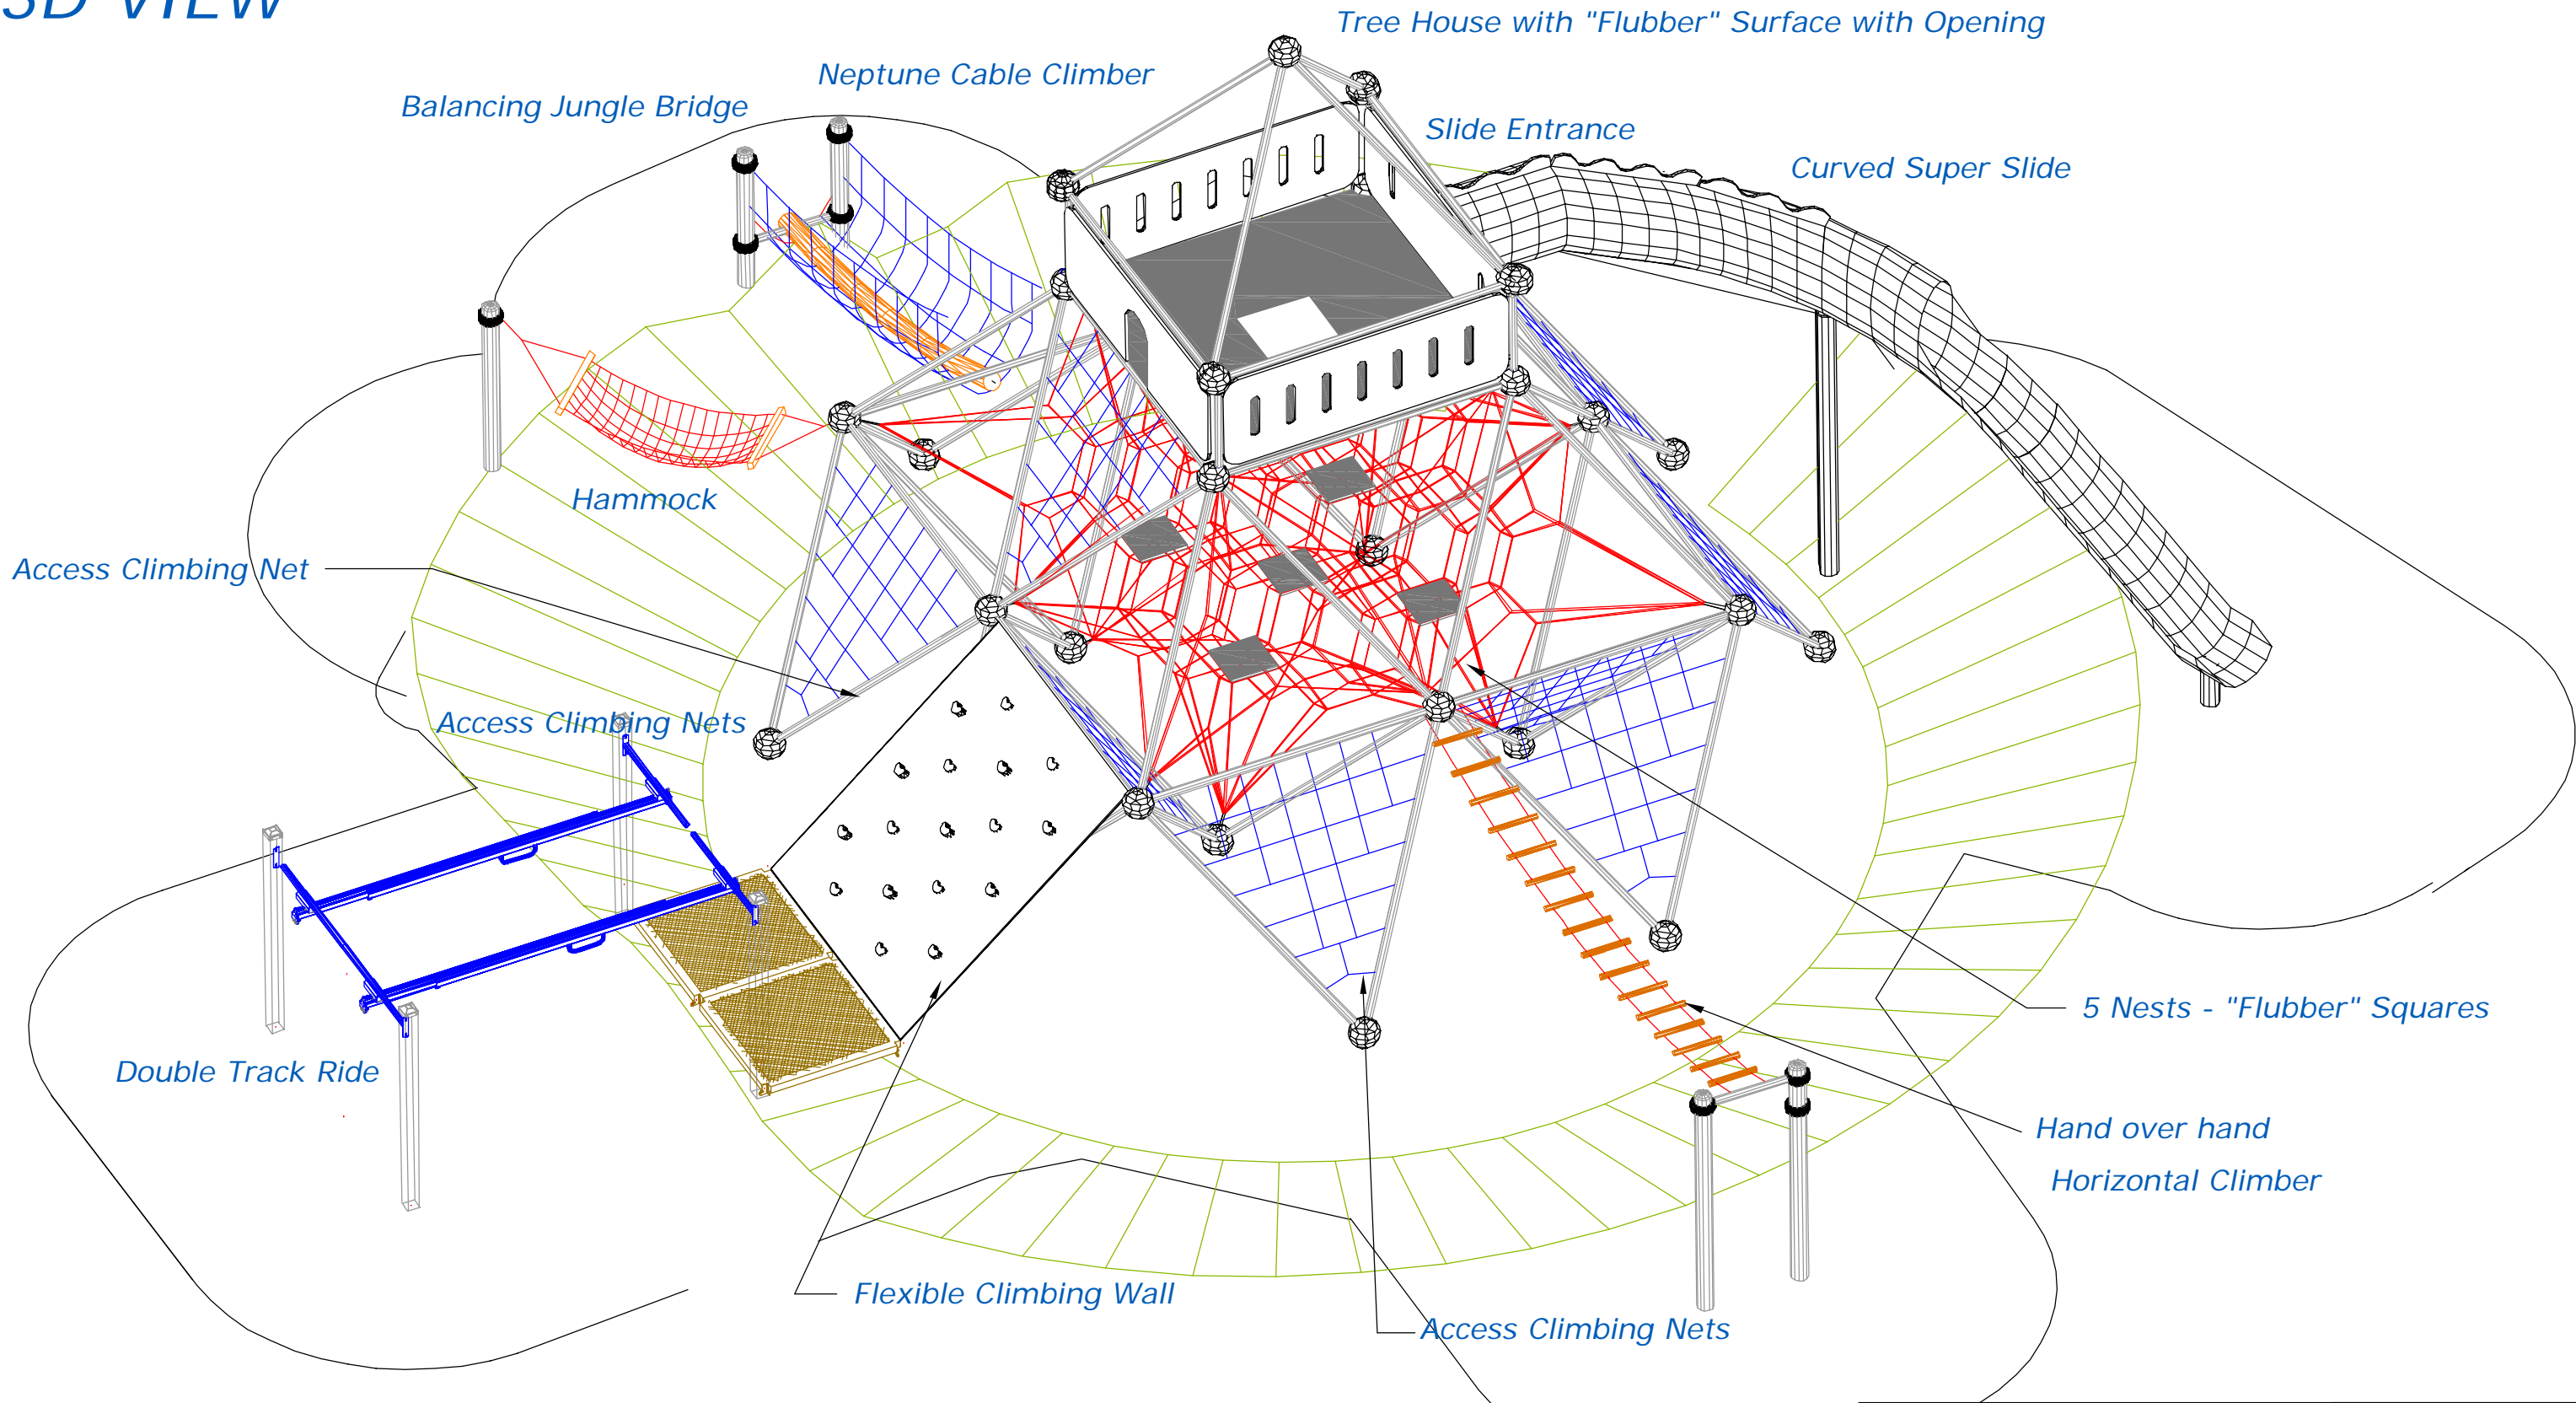 3D VIEW
Tree House with "Flubber" Surface with Opening
Neptune Cable Climber
Balancing Jungle Bridge
Slide Entrance
Curved Super Slide
Hammock
Access Climbing Net
Access Climbing Nets
5 Nests - "Flubber" Squares
Double Track Ride
Hand over hand
Horizontal Climber
Flexible Climbing Wall
Access Climbing Nets